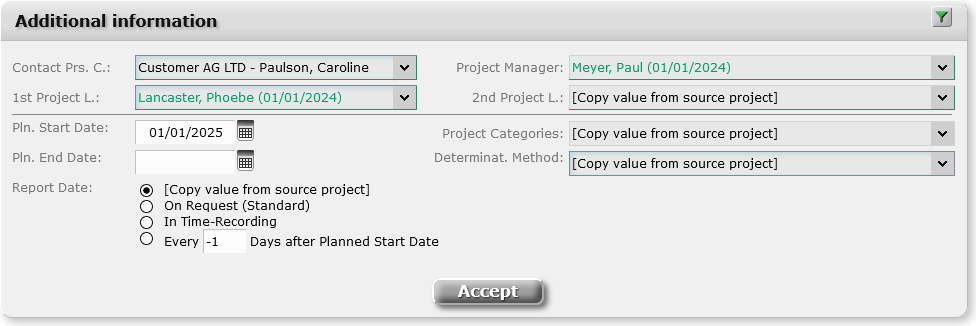 Additional information
Contact Prs. C.: Customer AG LTD - Paulson, Caroline Project Manager: Meyer, Paul (01/01/2024)
1st Project L.: Lancaster, Phoebe (01/01/2024) 2nd Project L.: [Copy value from source project]
Pln. Start Date: 01/01/2025 Project Categories: [Copy value from source project]
Pln. End Date: Determinat. Method: [Copy value from source project]
Report Date: [Copy value from source project]
On Request (Standard)
In Time-Recording
Every -1 Days after Planned Start Date
Accept